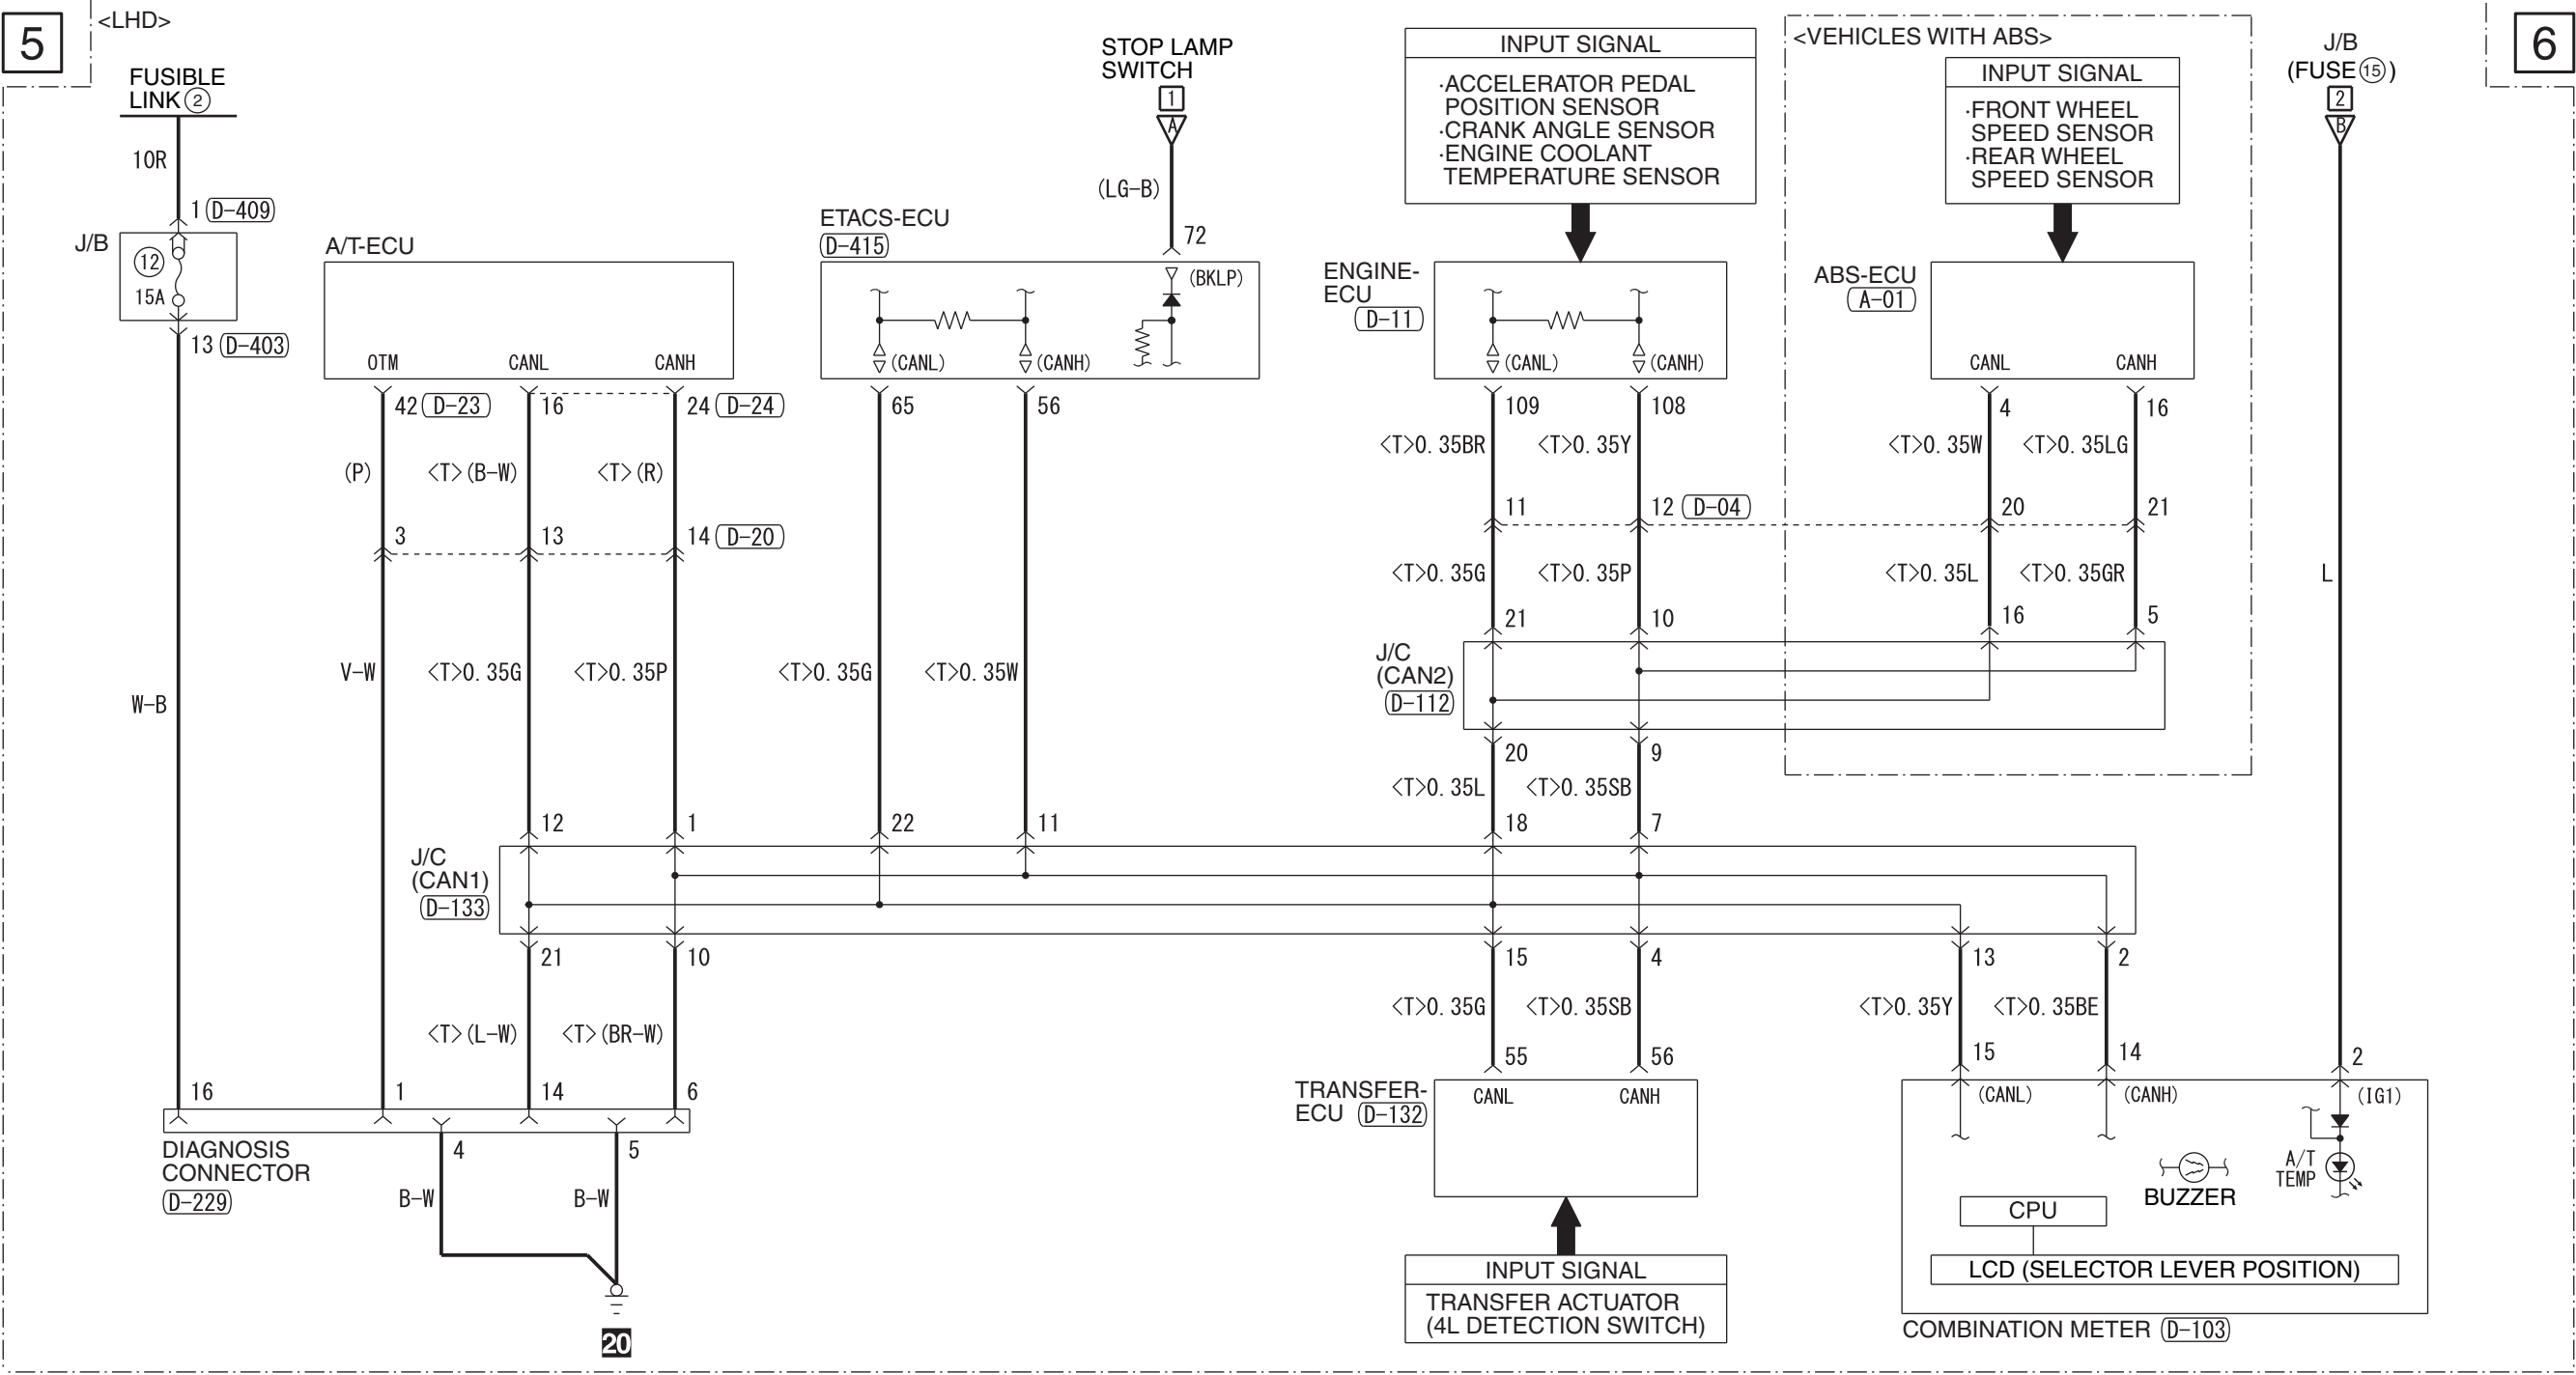 5
<LHD>
FUSIBLE
LINK ②
10R
1 D-409
J/B
⑫
15A
13 D-403
W-B
A/T-ECU
OTM
CANL
CANH
42 D-23
16
24 D-24
(P)
<T>(B-W)
<T>(R)
3
13
14 D-20
V-W
<T>0.35G
<T>0.35P
ETACS-ECU
D-415
STOP LAMP
SWITCH
1
A
(LG-B)
72
(BKLP)
(CANL)
(CANH)
65
56
<T>0.35G
<T>0.35W
INPUT SIGNAL
·ACCELERATOR PEDAL
POSITION SENSOR
·CRANK ANGLE SENSOR
·ENGINE COOLANT
TEMPERATURE SENSOR
ENGINE-
ECU
D-11
(CANL)
(CANH)
109
108
<T>0.35BR
<T>0.35Y
11
12 D-04
<T>0.35G
<T>0.35P
21
10
<VEHICLES WITH ABS>
INPUT SIGNAL
·FRONT WHEEL
SPEED SENSOR
·REAR WHEEL
SPEED SENSOR
ABS-ECU
A-01
CANL
CANH
4
16
<T>0.35W
<T>0.35LG
20
21
<T>0.35L
<T>0.35GR
16
5
J/C
(CAN2)
D-112
20
9
<T>0.35L
<T>0.35SB
6
J/B
(FUSE ⑮)
2
B
L
12
1
22
11
18
7
J/C
(CAN1)
D-133
21
10
15
4
13
2
<T>(L-W)
<T>(BR-W)
<T>0.35G
<T>0.35SB
<T>0.35Y
<T>0.35BE
16
1
14
6
DIAGNOSIS
CONNECTOR
D-229
4
5
B-W
B-W
20
55
56
TRANSFER-
ECU D-132
CANL
CANH
INPUT SIGNAL
TRANSFER ACTUATOR
(4L DETECTION SWITCH)
15
14
2
(CANL)
(CANH)
(IG1)
A/T
TEMP
BUZZER
CPU
LCD (SELECTOR LEVER POSITION)
COMBINATION METER D-103